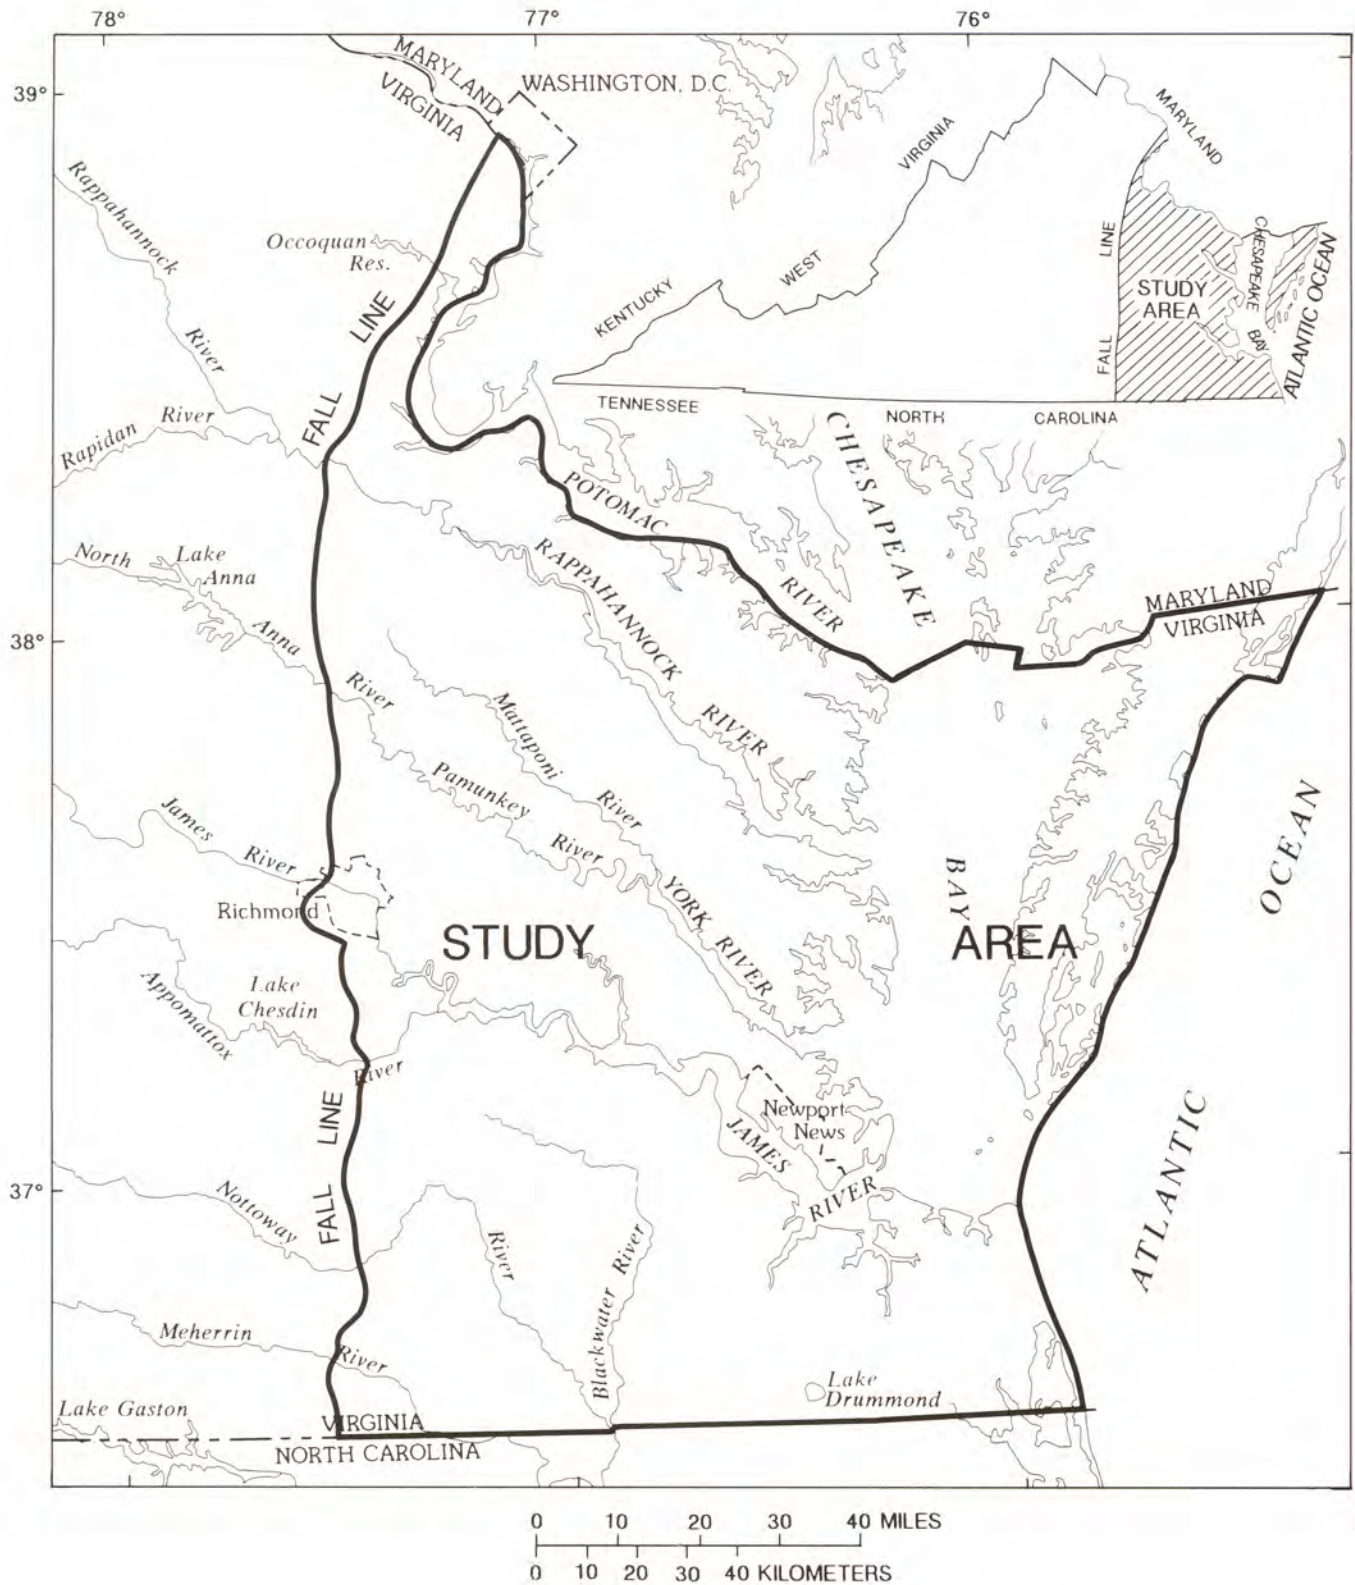 78°
77°
76°
39°
38°
37°
MARYLAND
VIRGINIA
WASHINGTON, D.C.
Rappahannock
River
Occoquan
Res.
FALL LINE
Rapidan River
North
Lake
Anna
Anna
River
POTOMAC
RIVER
RAPPAHANNOCK
RIVER
CHESAPEAKE
BAY
MARYLAND
VIRGINIA
Mattaponi
River
Pamunkey
River
YORK RIVER
James
River
Richmond
STUDY AREA
ATLANTIC OCEAN
Appomattox
River
Lake
Chesdin
FALL LINE
Newport
News
JAMES
RIVER
Nottoway
River
Blackwater River
Meherrin
River
Lake
Drummond
Lake Gaston
VIRGINIA
NORTH CAROLINA
KENTUCKY
WEST
VIRGINIA
MARYLAND
FALL LINE
STUDY
AREA
CHESAPEAKE
BAY
ATLANTIC OCEAN
TENNESSEE
NORTH CAROLINA
0 10 20 30 40 MILES
0 10 20 30 40 KILOMETERS